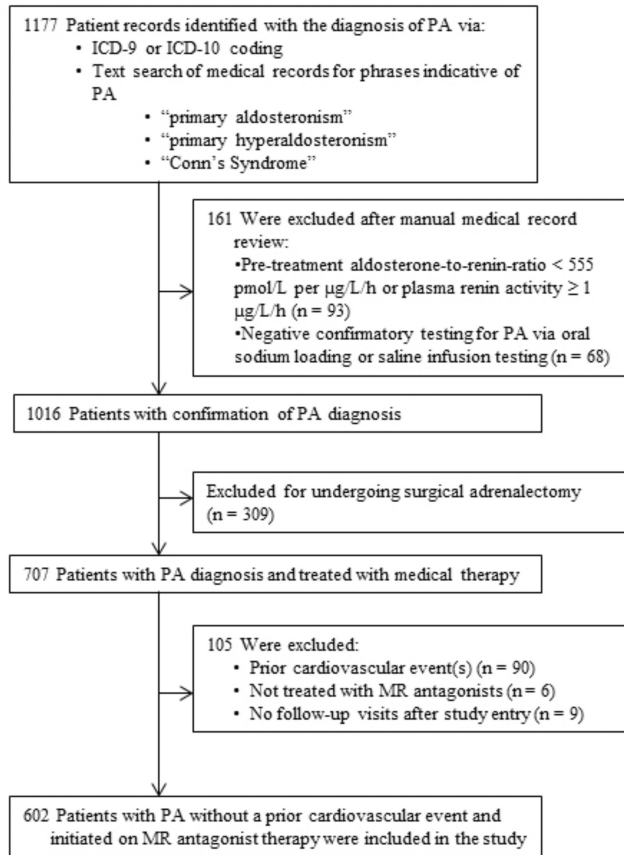 1177 Patient records identified with the diagnosis of PA via:
• ICD-9 or ICD-10 coding
• Text search of medical records for phrases indicative of
PA
• “primary aldosteronism”
• “primary hyperaldosteronism”
• “Conn’s Syndrome”
161 Were excluded after manual medical record
review:
•Pre-treatment aldosterone-to-renin-ratio < 555
pmol/L per µg/L/h or plasma renin activity ≥ 1
µg/L/h (n = 93)
•Negative confirmatory testing for PA via oral
sodium loading or saline infusion testing (n = 68)
1016 Patients with confirmation of PA diagnosis
Excluded for undergoing surgical adrenalectomy
(n = 309)
707 Patients with PA diagnosis and treated with medical therapy
105 Were excluded:
• Prior cardiovascular event(s) (n = 90)
• Not treated with MR antagonists (n = 6)
• No follow-up visits after study entry (n = 9)
602 Patients with PA without a prior cardiovascular event and
initiated on MR antagonist therapy were included in the study